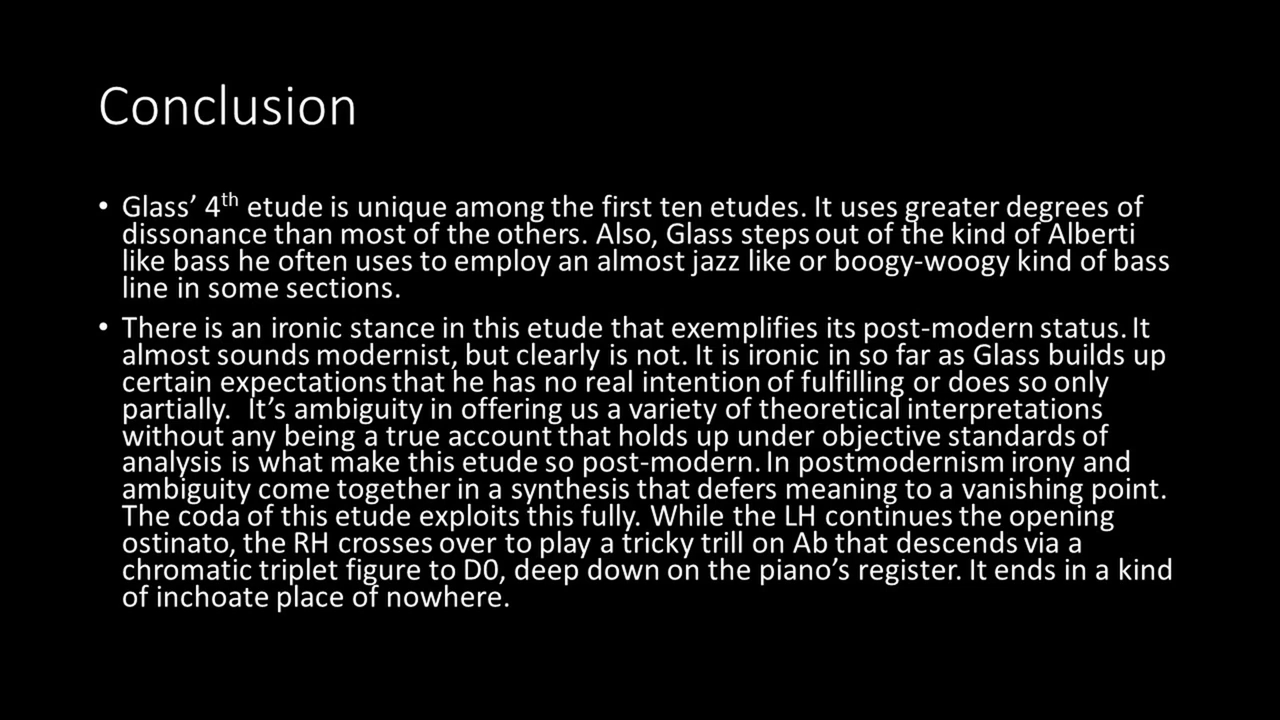 Conclusion
• Glass’ 4th etude is unique among the first ten etudes. It uses greater degrees of
dissonance than most of the others. Also, Glass steps out of the kind of Alberti
like bass he often uses to employ an almost jazz like or boogy-woogy kind of bass
line in some sections.
• There is an ironic stance in this etude that exemplifies its post-modern status. It
almost sounds modernist, but clearly is not. It is ironic in so far as Glass builds up
certain expectations that he has no real intention of fulfilling or does so only
partially.  It’s ambiguity in offering us a variety of theoretical interpretations
without any being a true account that holds up under objective standards of
analysis is what make this etude so post-modern. In postmodernism irony and
ambiguity come together in a synthesis that defers meaning to a vanishing point.
The coda of this etude exploits this fully. While the LH continues the opening
ostinato, the RH crosses over to play a tricky trill on Ab that descends via a
chromatic triplet figure to D0, deep down on the piano’s register. It ends in a kind
of inchoate place of nowhere.